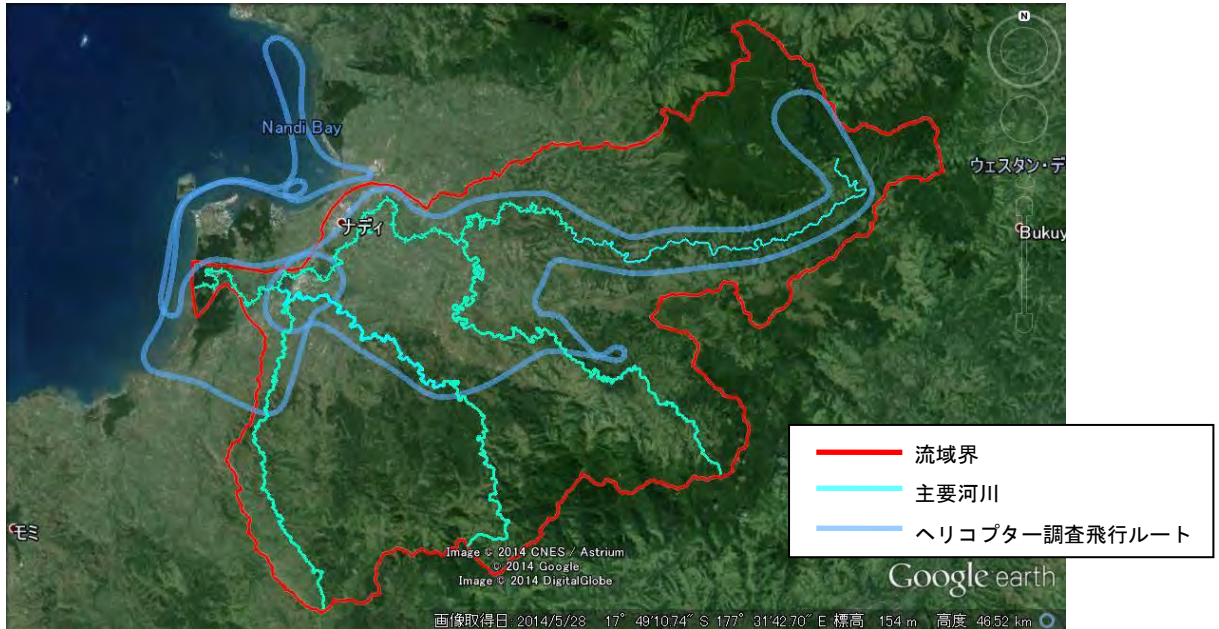 N
Nandi Bay
ナディ
ウェスタン・デ
Bukuy
モミ
流域界
主要河川
ヘリコプター調査飛行ルート
Image © 2014 CNES / Astrium
© 2014 Google
Image © 2014 DigitalGlobe
Google earth
画像取得日: 2014/5/28 17° 49'10.74" S 177° 31'42.70" E 標高 154 m 高度 46.52 km